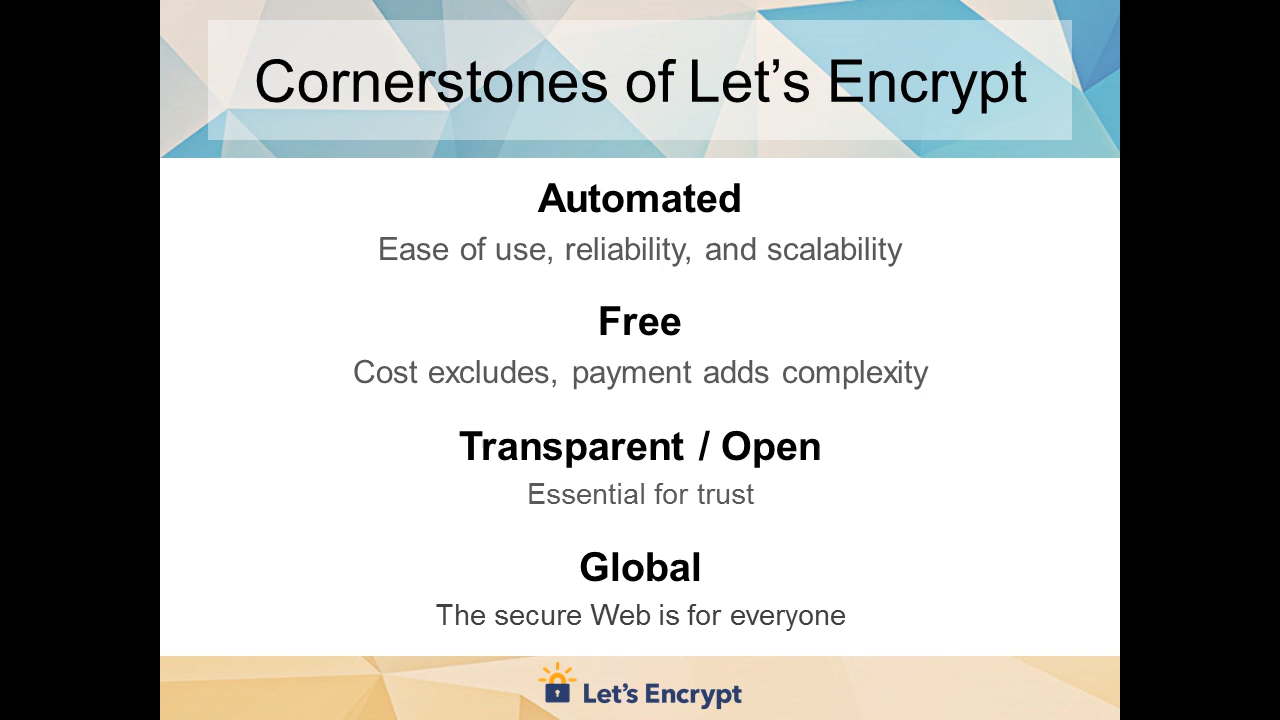 Cornerstones of Let’s Encrypt
Automated
Ease of use, reliability, and scalability
Free
Cost excludes, payment adds complexity
Transparent / Open
Essential for trust
Global
The secure Web is for everyone
Let’s Encrypt